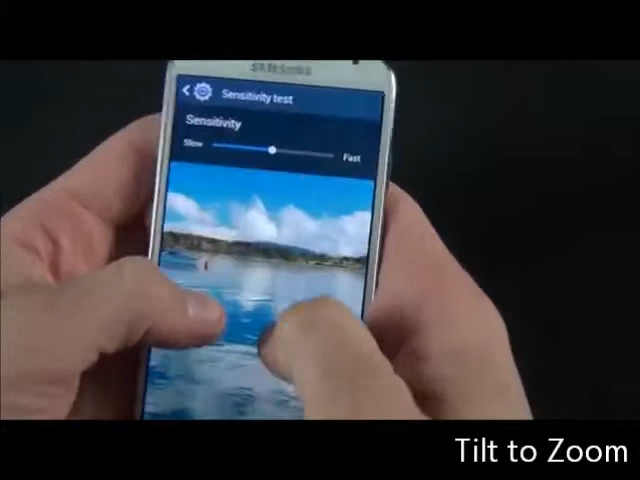 SAMSUNG
Sensitivity test
Sensitivity
Slow
Fast
Tilt to Zoom